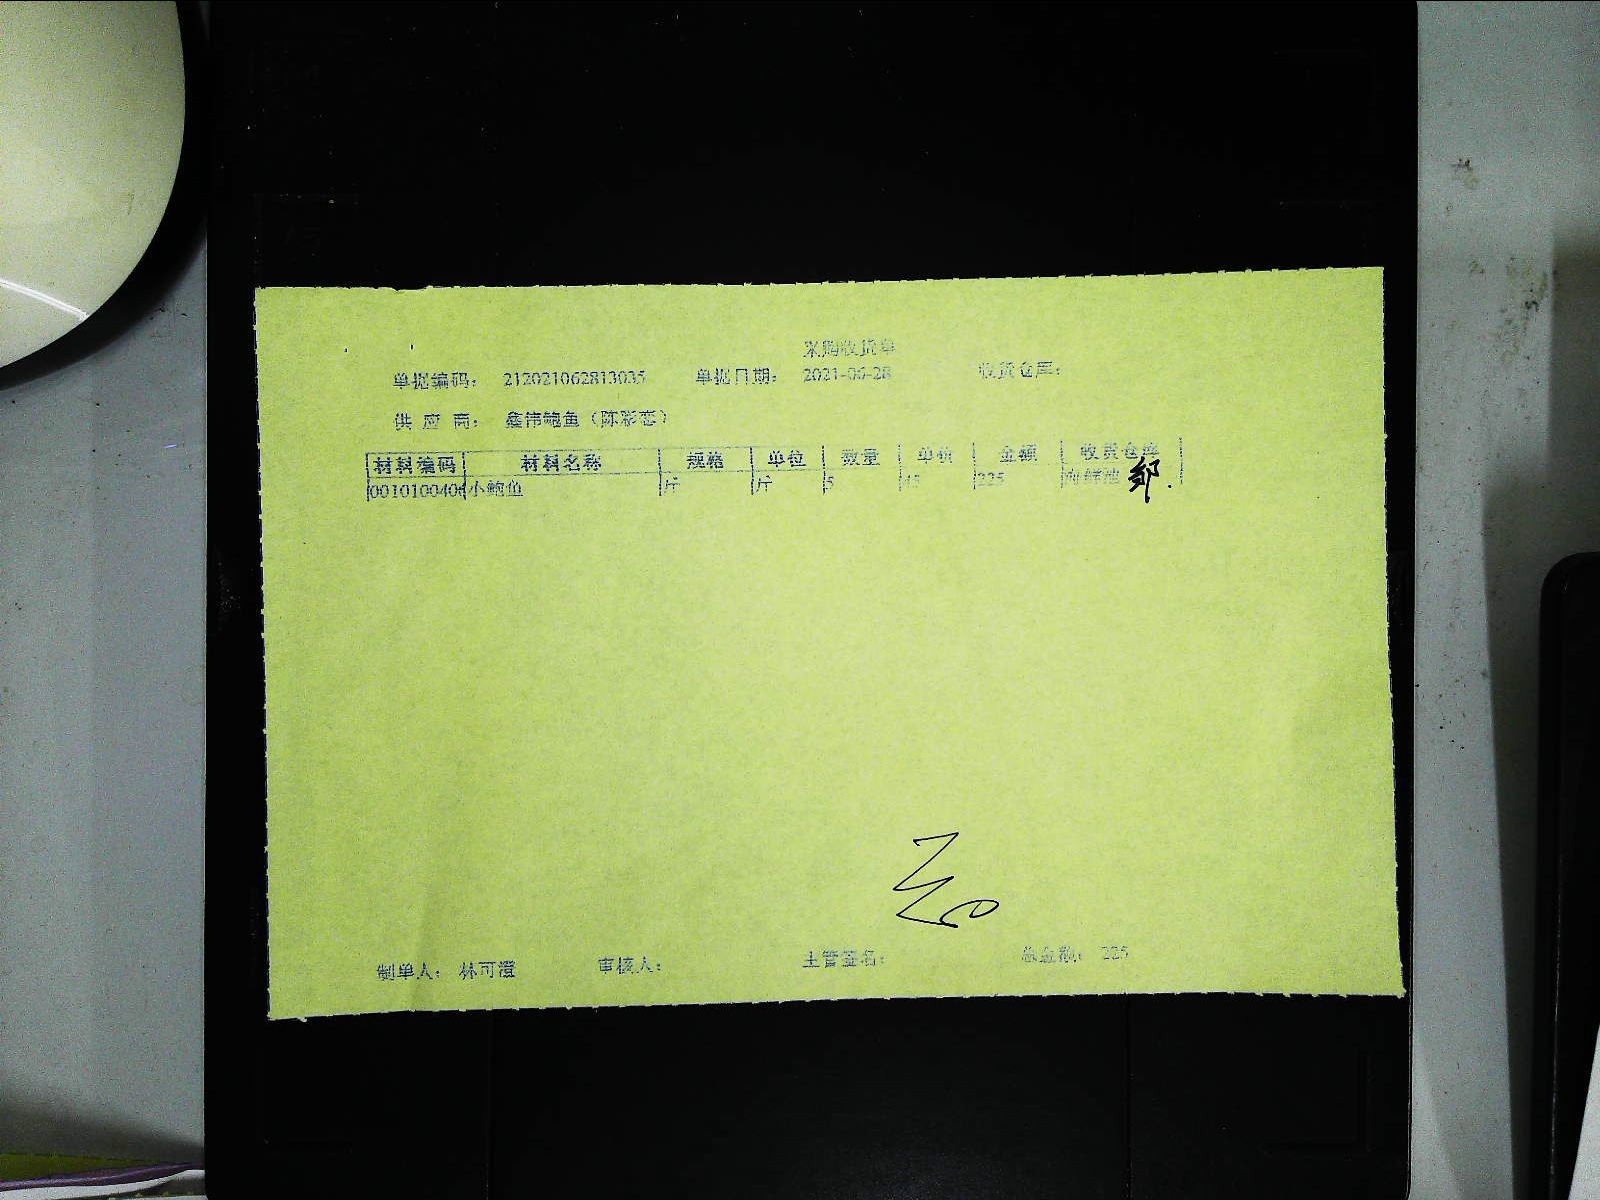 采购收货单
单据编码: 212021062813035 单据日期: 2021-06-28 收货仓库:
供 应 商: 鑫伟鲍鱼(陈彩恋)
材料编码 材料名称 规格 单位 数量 单价 金额 收货仓库
0010100406 小鲍鱼 斤 斤 5 45 225 海鲜池 邹.
制单人: 林可澄 审核人: 主管签名: 总金额: 225